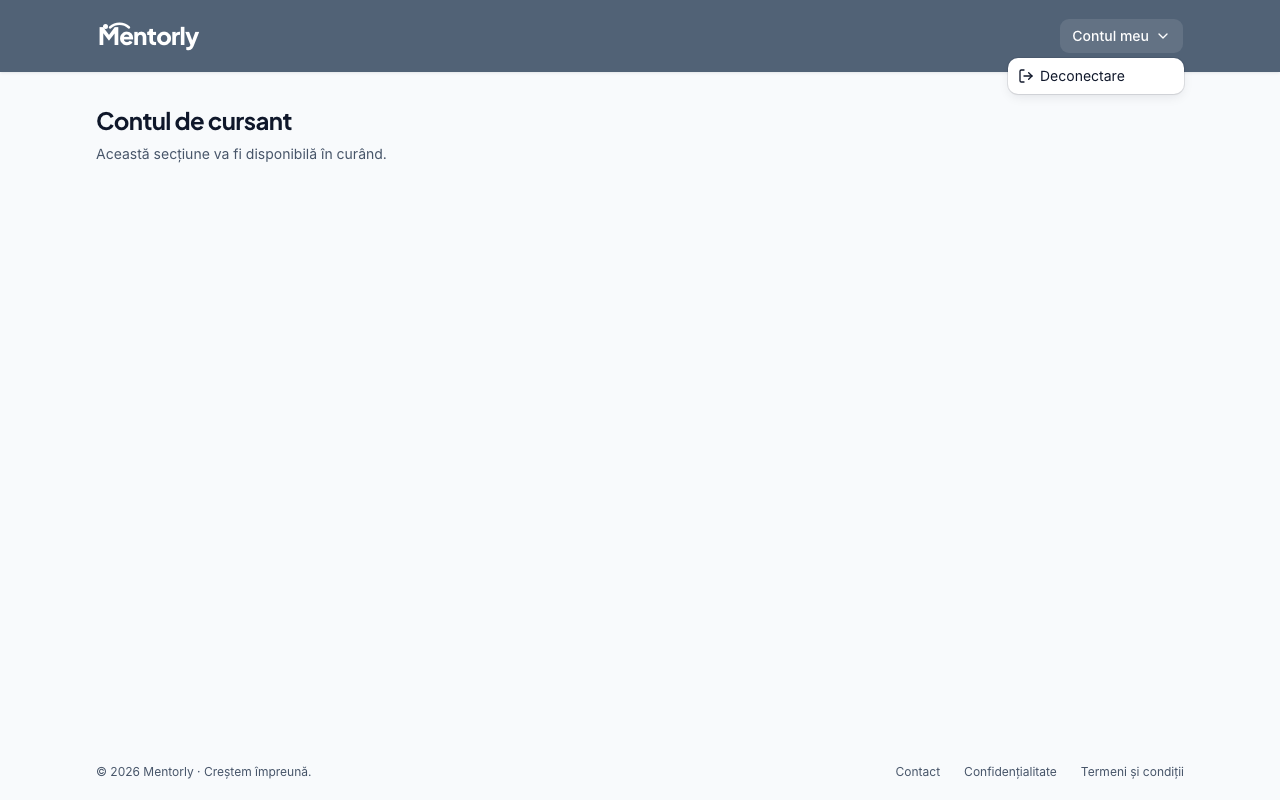 Mentorly
Contul meu
Deconectare
Contul de cursant
Această secțiune va fi disponibilă în curând.
© 2026 Mentorly · Creștem împreună.
Contact
Confidențialitate
Termeni și condiții